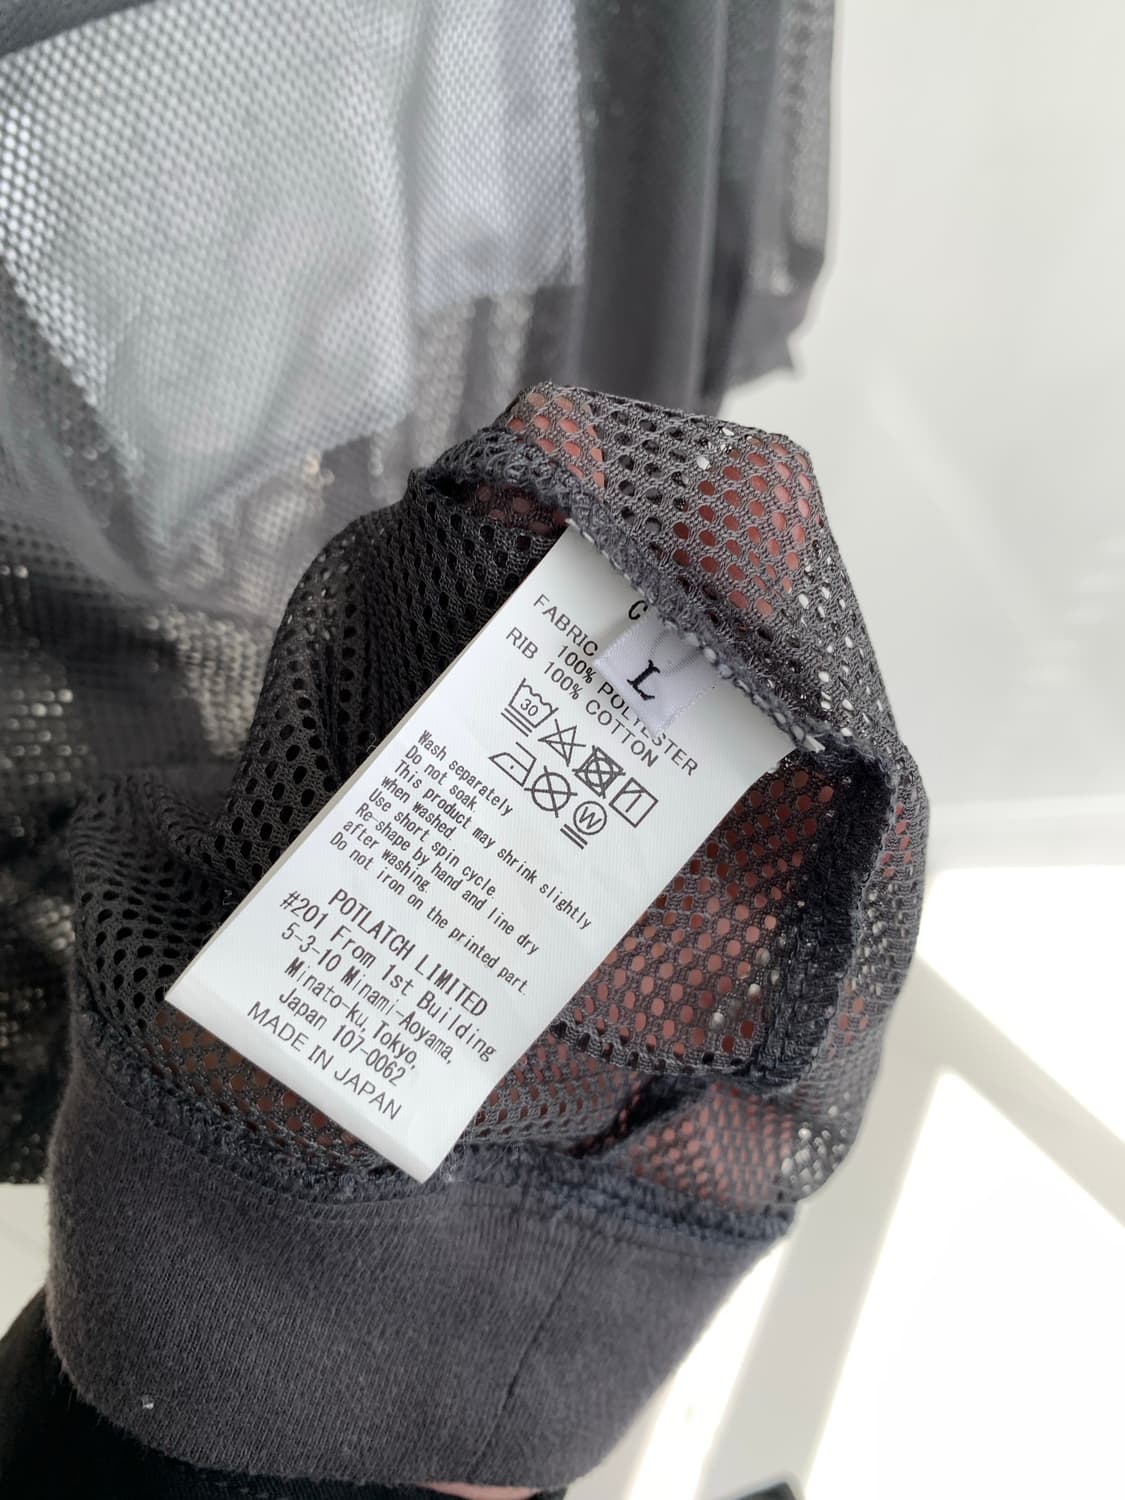 C
L
FABRIC
100% POLYESTER
RIB 100% COTTON
30
W
Wash separately
Do not soak
This product may shrink slightly
when washed
Use short spin cycle.
Re-shape by hand and line dry
after washing.
Do not iron on the printed part.
POTLATCH LIMITED
#201 From 1st Building
5-3-10 Minami-Aoyama,
Minato-ku, Tokyo,
Japan 107-0062
MADE IN JAPAN